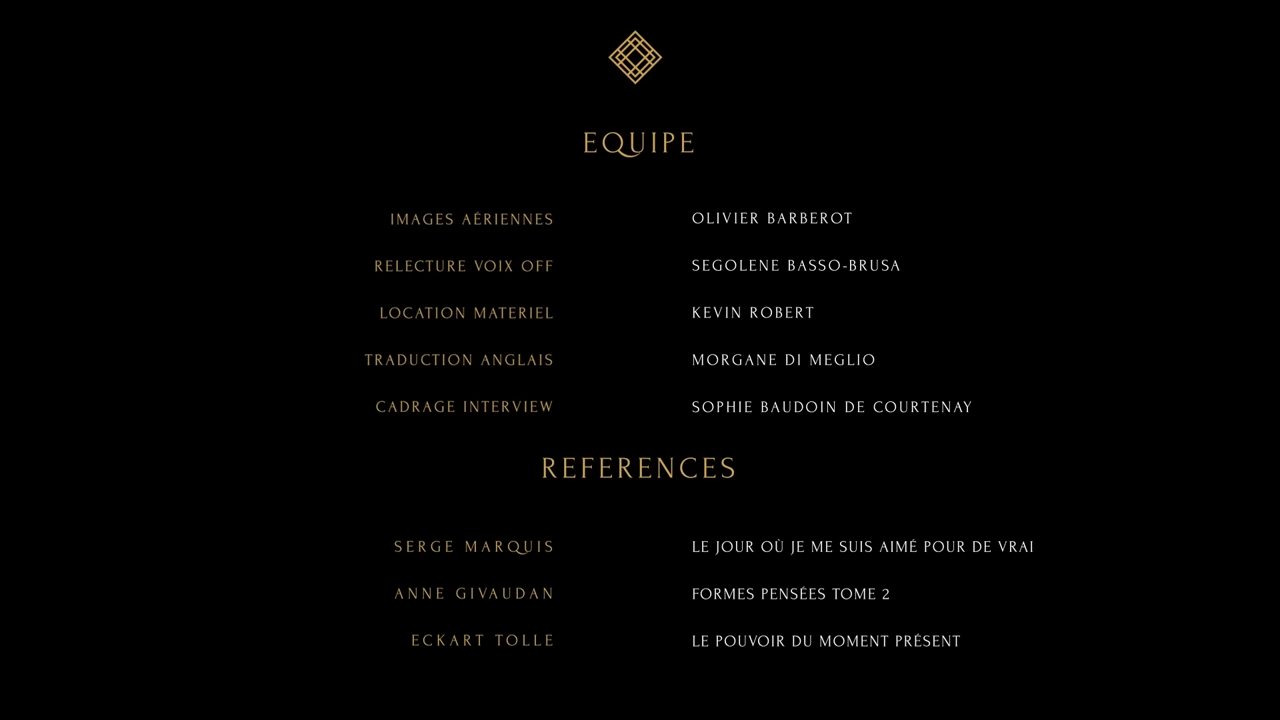 EQUIPE
IMAGES AÉRIENNES OLIVIER BARBEROT
RELECTURE VOIX OFF SEGOLENE BASSO-BRUSA
LOCATION MATERIEL KEVIN ROBERT
TRADUCTION ANGLAIS MORGANE DI MEGLIO
CADRAGE INTERVIEW SOPHIE BAUDOIN DE COURTENAY
REFERENCES
SERGE MARQUIS LE JOUR OÙ JE ME SUIS AIMÉ POUR DE VRAI
ANNE GIVAUDAN FORMES PENSÉES TOME 2
ECKART TOLLE LE POUVOIR DU MOMENT PRÉSENT